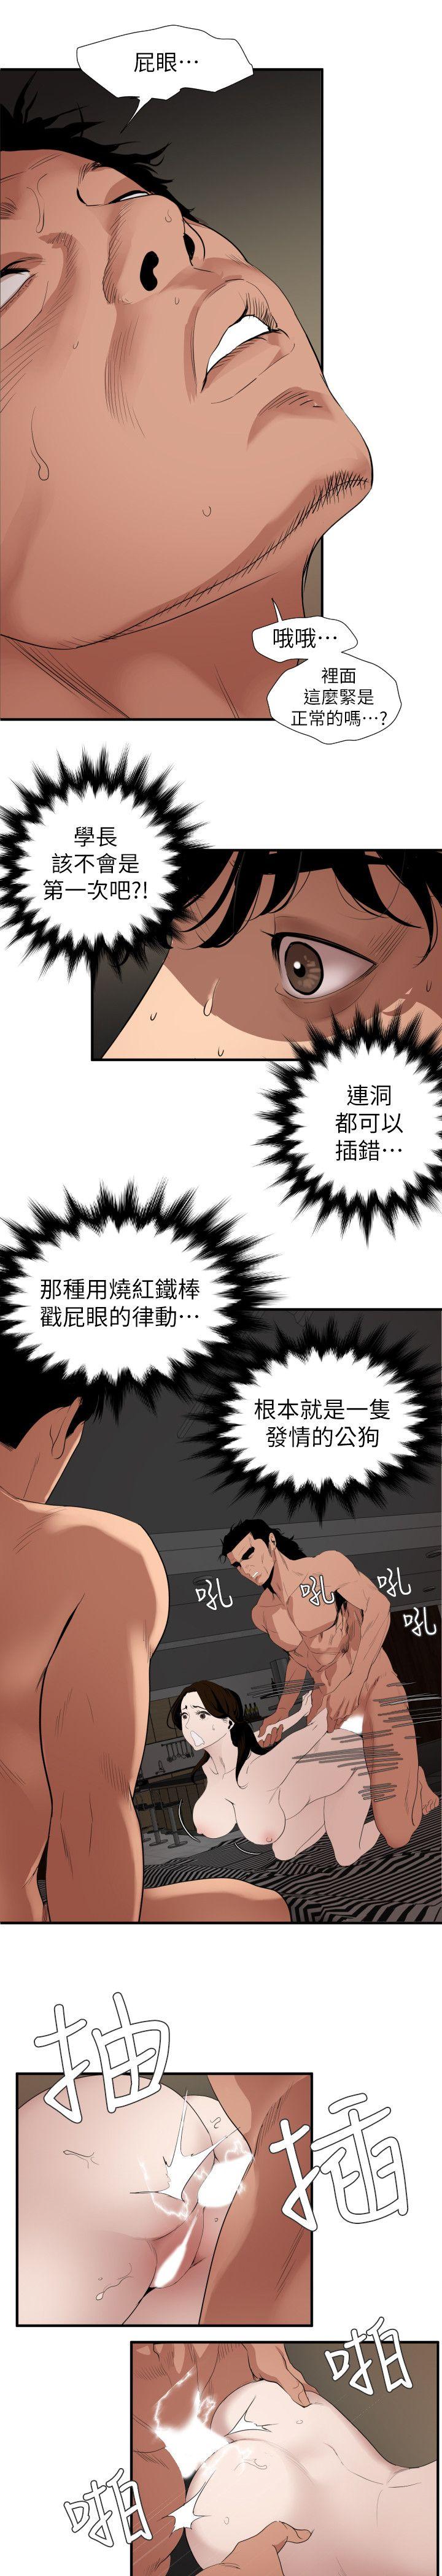 屁眼⋯
哦哦⋯
裡面
這麼緊是
正常的嗎⋯?
學長
該不會是
第一次吧?!
連洞
都可以
插錯⋯
那種用燒紅鐵棒
戳屁眼的律動⋯
根本就是一隻
發情的公狗
吼
吼
吼
吼
抽
插
啪
啪